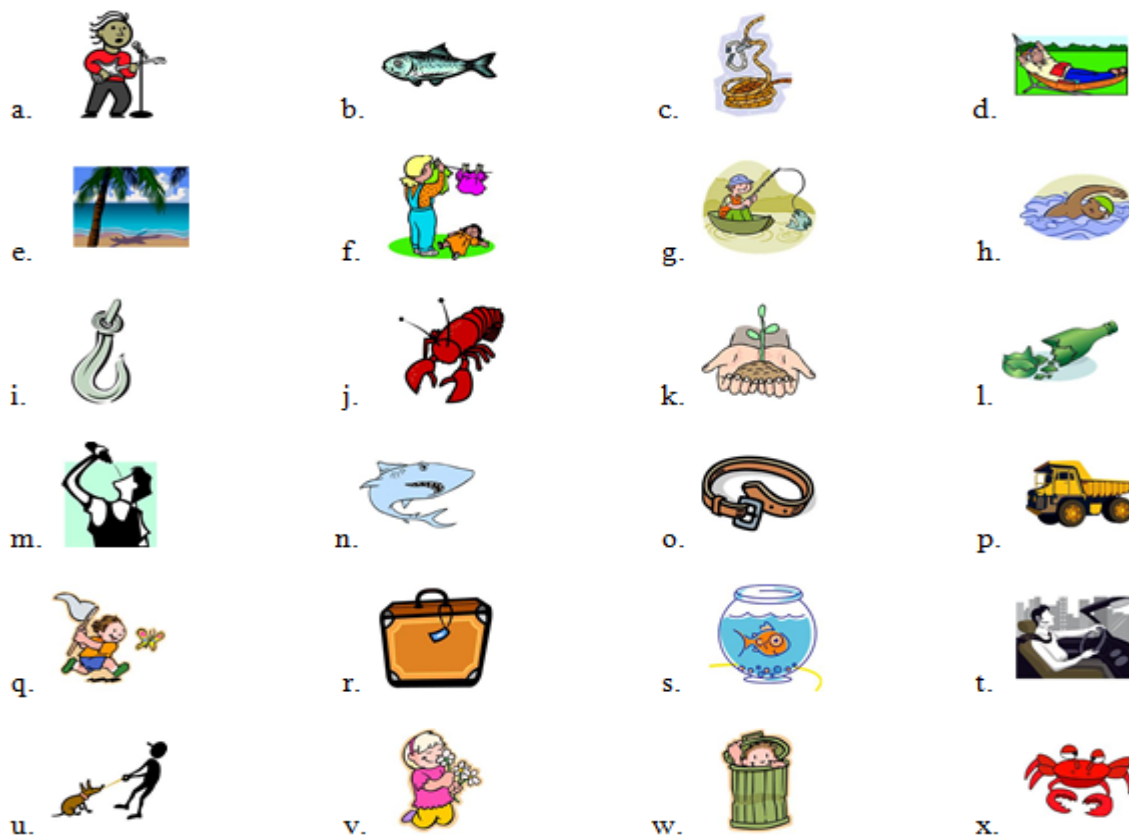 a. b. c. d.
e. f. g. h.
i. j. k. l.
m. n. o. p.
q. r. s. t.
u. v. w. x.